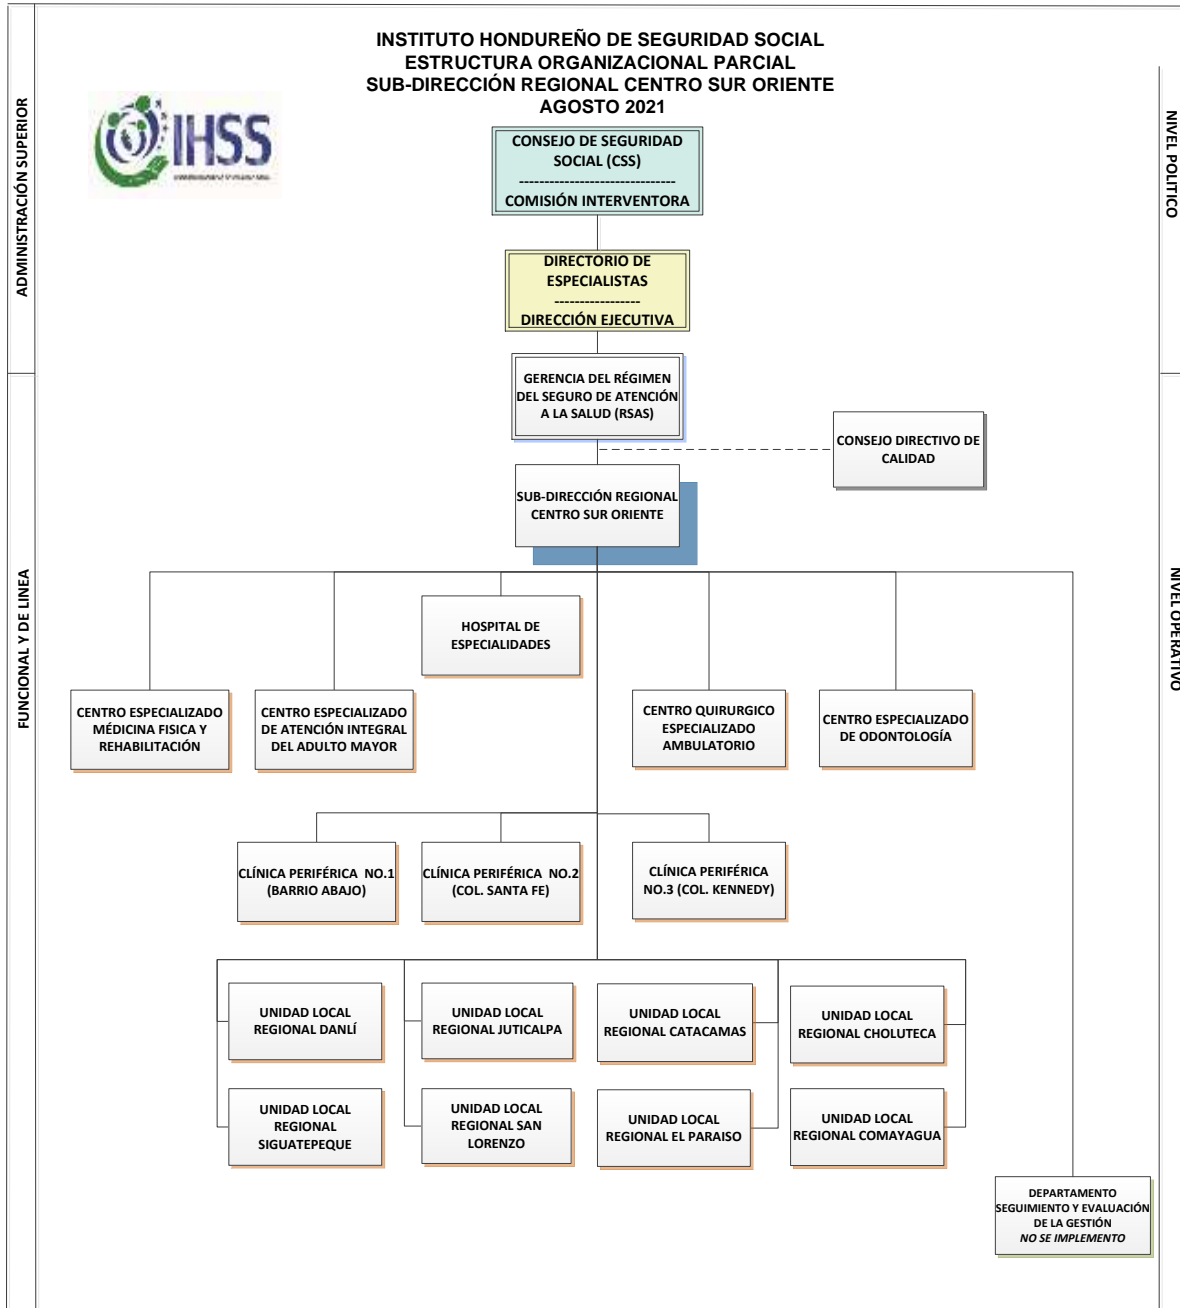 INSTITUTO HONDUREÑO DE SEGURIDAD SOCIAL
ESTRUCTURA ORGANIZACIONAL PARCIAL
SUB-DIRECCIÓN REGIONAL CENTRO SUR ORIENTE
AGOSTO 2021
ADMINISTRACIÓN SUPERIOR
NIVEL POLITICO
IHSS
CONSEJO DE SEGURIDAD
SOCIAL (CSS)
-------------------------------
COMISIÓN INTERVENTORA
DIRECTORIO DE
ESPECIALISTAS
-----------------
DIRECCIÓN EJECUTIVA
GERENCIA DEL RÉGIMEN
DEL SEGURO DE ATENCIÓN
A LA SALUD (RSAS)
CONSEJO DIRECTIVO DE
CALIDAD
SUB-DIRECCIÓN REGIONAL
CENTRO SUR ORIENTE
FUNCIONAL Y DE LINEA
NIVEL OPERATIVO
HOSPITAL DE
ESPECIALIDADES
CENTRO ESPECIALIZADO
MÉDICINA FISICA Y
REHABILITACIÓN
CENTRO ESPECIALIZADO
DE ATENCIÓN INTEGRAL
DEL ADULTO MAYOR
CENTRO QUIRURGICO
ESPECIALIZADO
AMBULATORIO
CENTRO ESPECIALIZADO
DE ODONTOLOGÍA
CLÍNICA PERIFÉRICA NO.1
(BARRIO ABAJO)
CLÍNICA PERIFÉRICA NO.2
(COL. SANTA FE)
CLÍNICA PERIFÉRICA
NO.3 (COL. KENNEDY)
UNIDAD LOCAL
REGIONAL DANLÍ
UNIDAD LOCAL
REGIONAL JUTICALPA
UNIDAD LOCAL
REGIONAL CATACAMAS
UNIDAD LOCAL
REGIONAL CHOLUTECA
UNIDAD LOCAL
REGIONAL
SIGUATEPEQUE
UNIDAD LOCAL
REGIONAL SAN
LORENZO
UNIDAD LOCAL
REGIONAL EL PARAISO
UNIDAD LOCAL
REGIONAL COMAYAGUA
DEPARTAMENTO
SEGUIMIENTO Y EVALUACIÓN
DE LA GESTIÓN
NO SE IMPLEMENTO